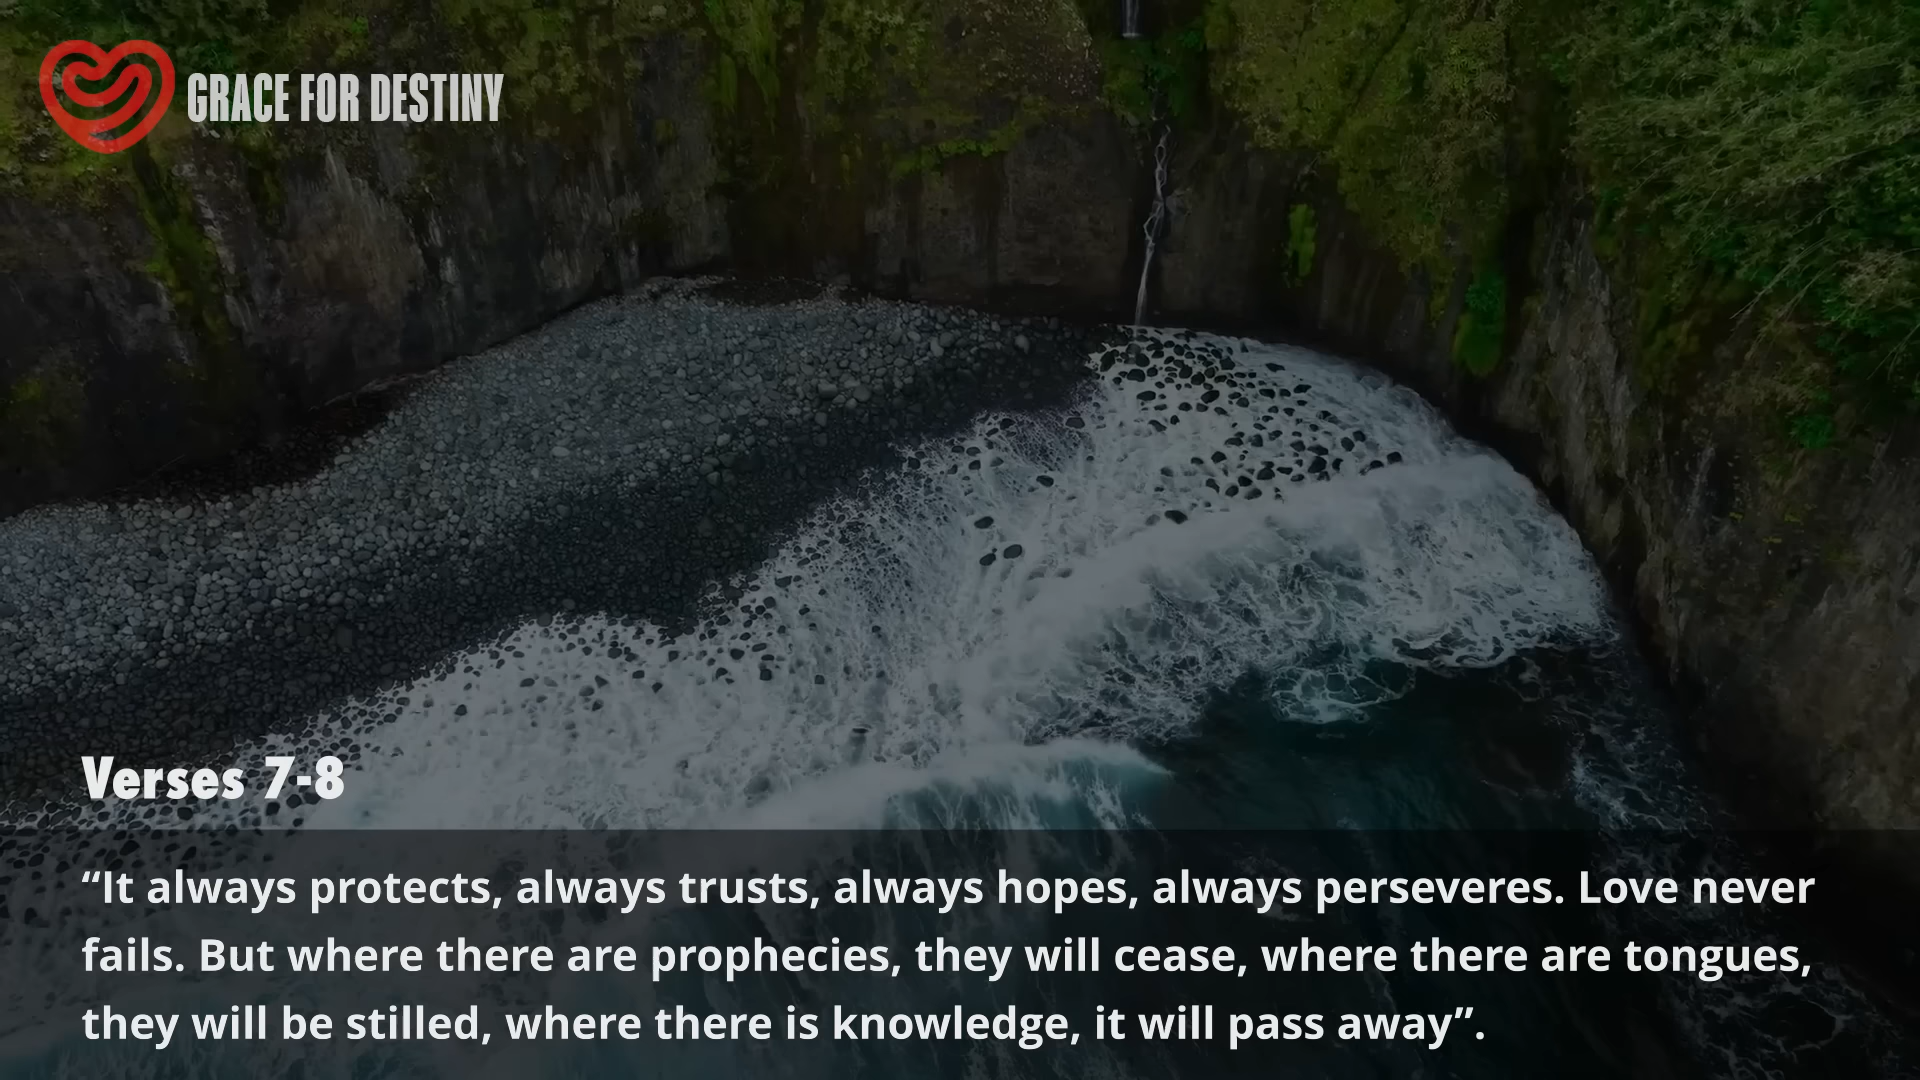 GRACE FOR DESTINY
Verses 7-8
“It always protects, always trusts, always hopes, always perseveres. Love never
fails. But where there are prophecies, they will cease, where there are tongues,
they will be stilled, where there is knowledge, it will pass away”.